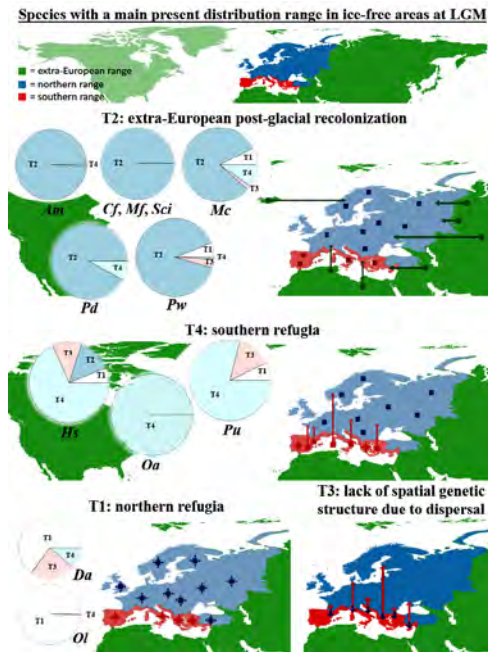 Species with a main present distribution range in ice-free areas at LGM
= extra-European range
= northern range
= southern range
T2: extra-European post-glacial recolonization
T2
T4
Am
T2
Cf, Mf, Sci
T2
T1
T4
T3
Mc
T2
T4
Pd
T2
T1
T4
T3
Pw
T4: southern refugia
T3
T2
T1
T4
Hs
T4
Oa
T3
T1
T4
Pu
T1: northern refugia
T3: lack of spatial genetic
structure due to dispersal
T1
T4
T3
Da
T1
T4
Ol